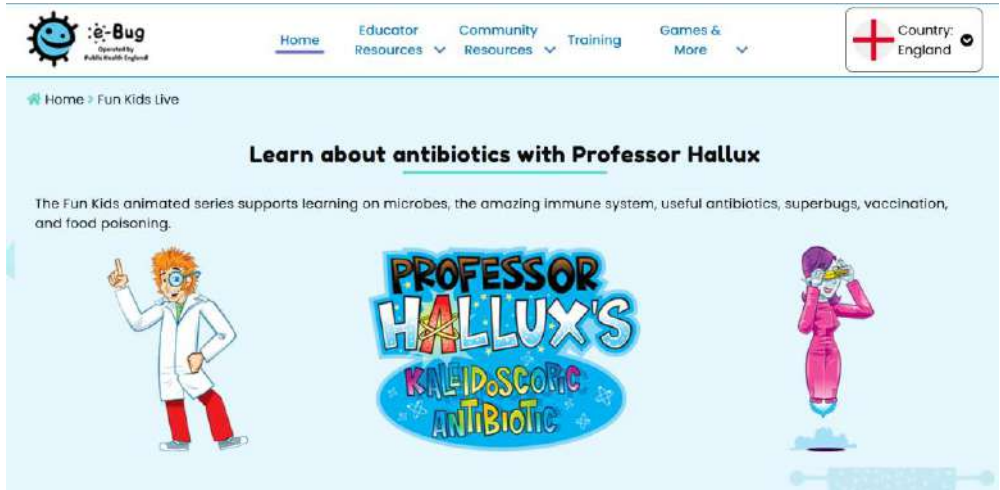 e-Bug
Operated by
Public Health England
Home
Educator
Resources
Community
Resources
Training
Games &
More
Country:
England
Home > Fun Kids Live
Learn about antibiotics with Professor Hallux
The Fun Kids animated series supports learning on microbes, the amazing immune system, useful antibiotics, superbugs, vaccination,
and food poisoning.
PROFESSOR
HALLUX'S
KALEIDOSCOPIC
ANTIBIOTIC